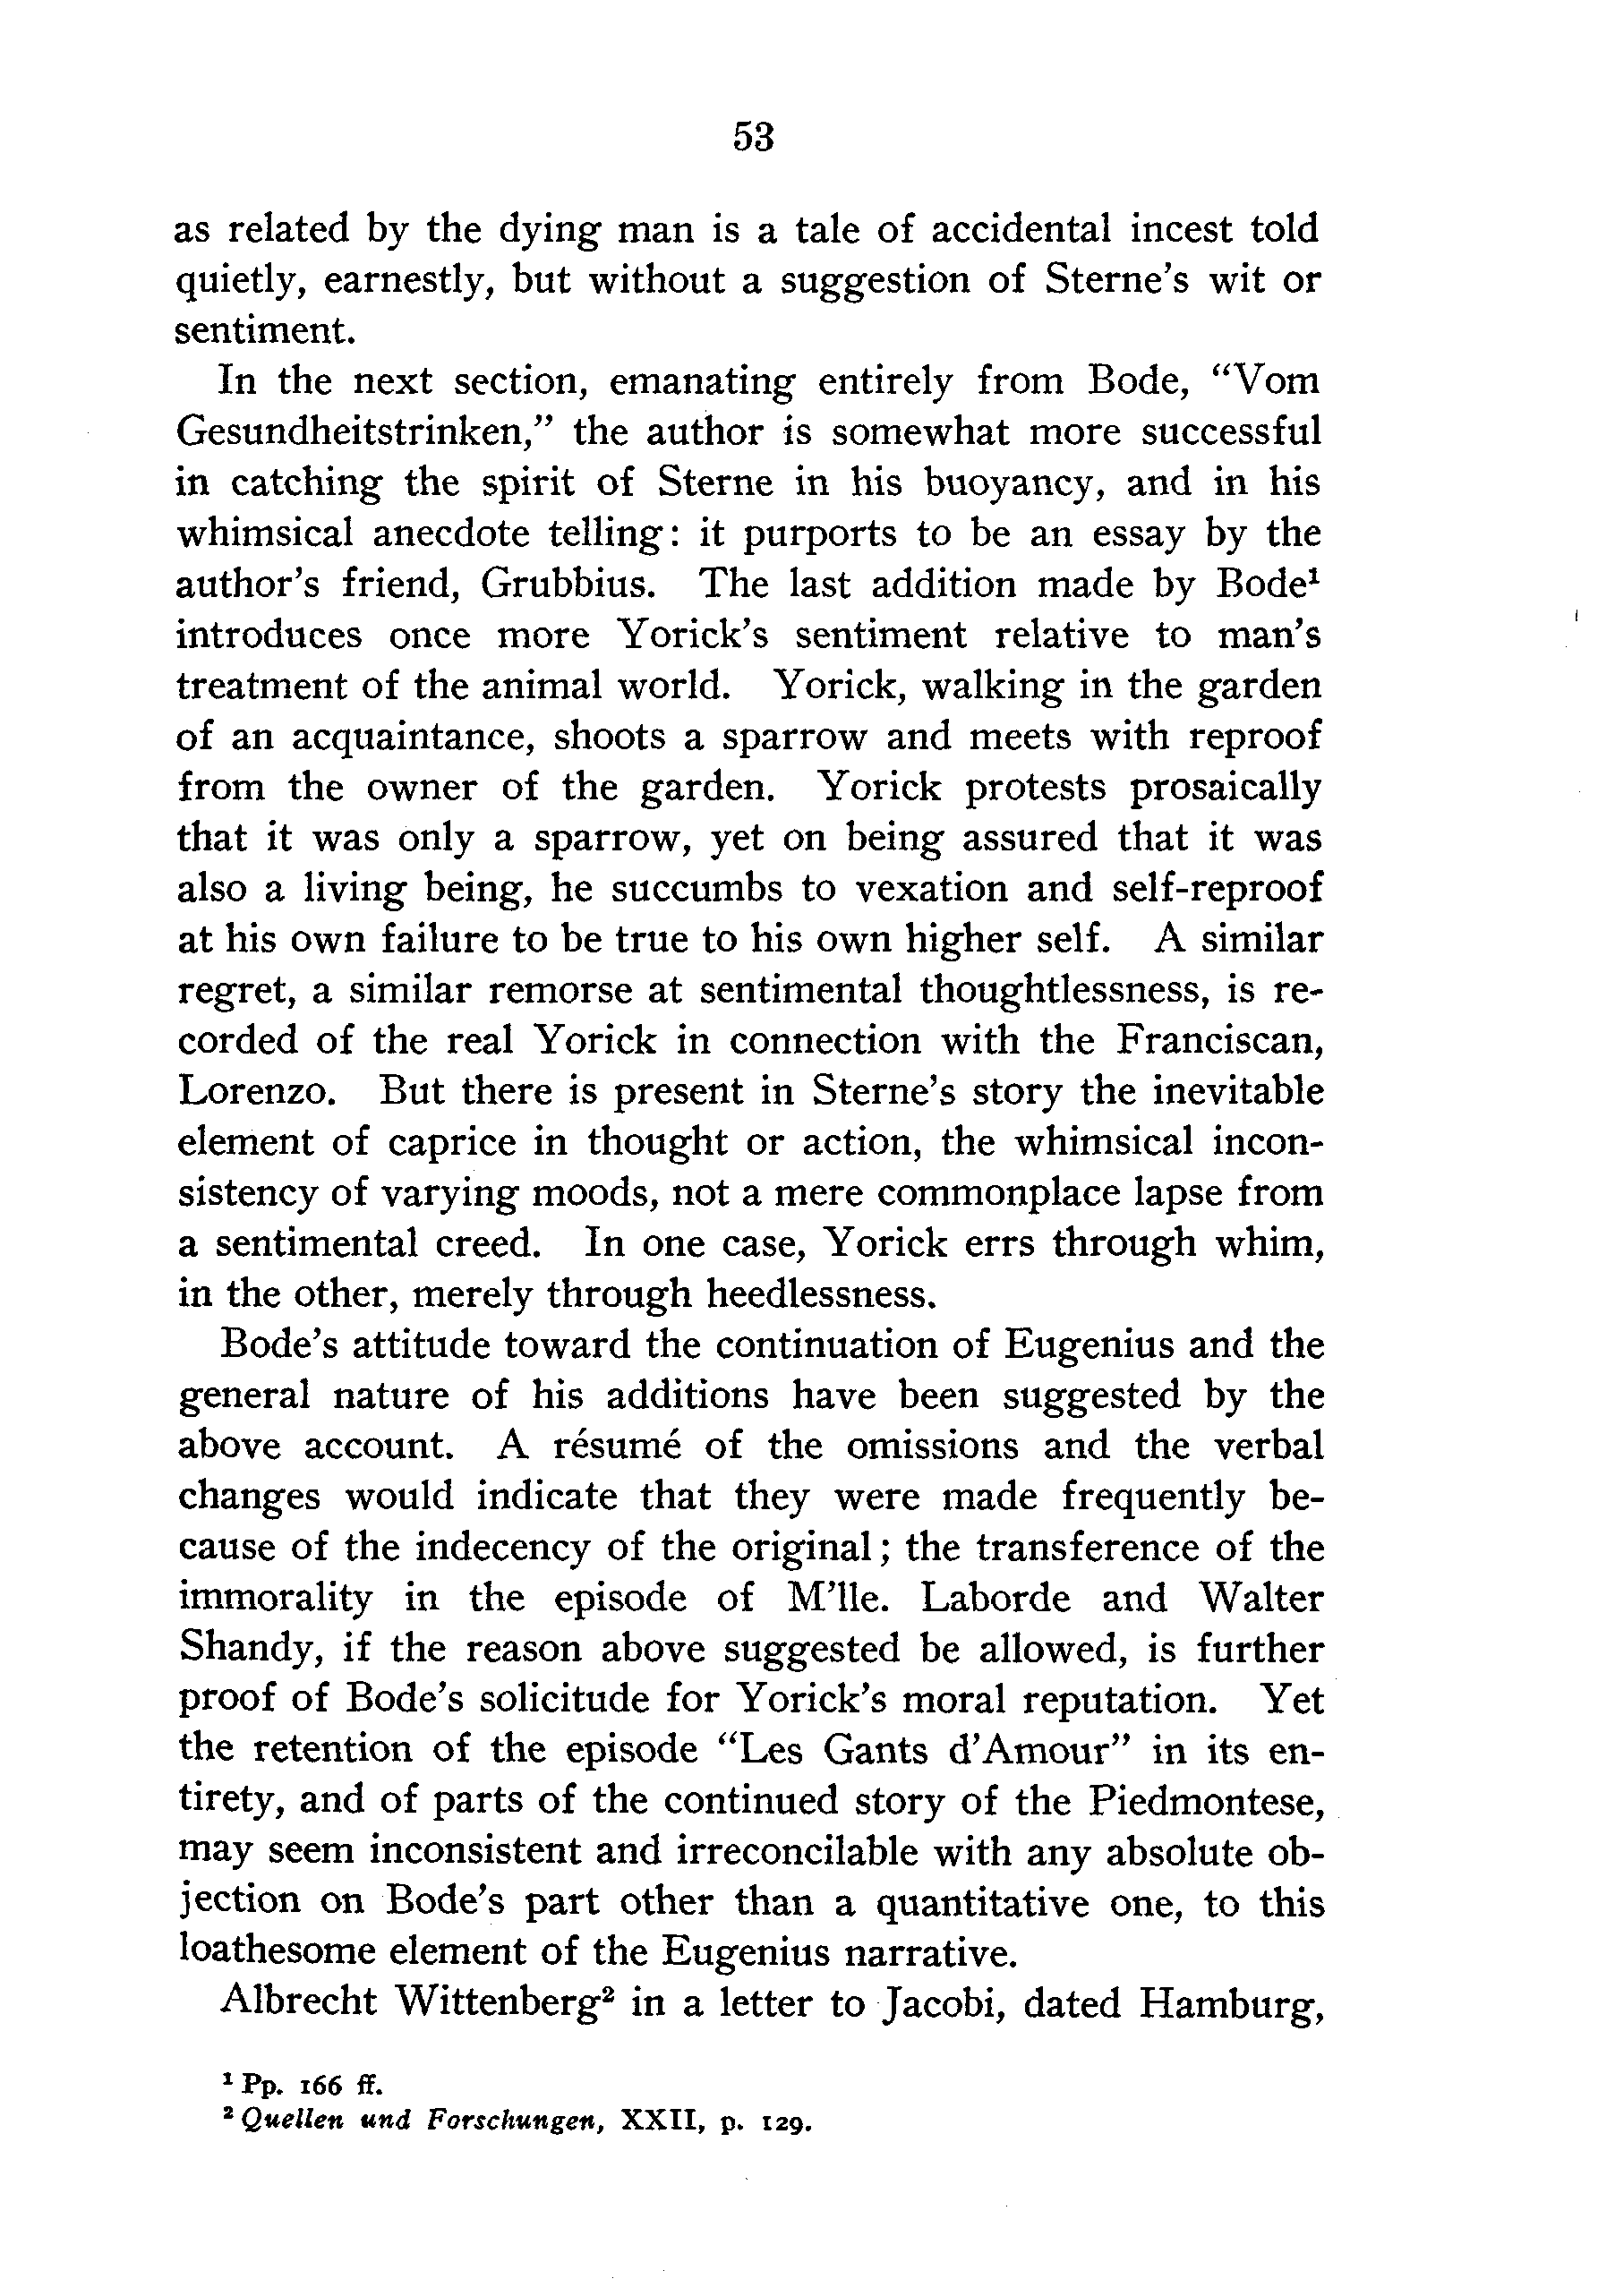 53
as related by the dying man is a tale of accidental incest told
quietly, earnestly, but without a suggestion of Sterne's wit or
sentiment.
In the next section, emanating entirely from Bode, “Vom
Gesundheitstrinken,” the author is somewhat more successful
in catching the spirit of Sterne in his buoyancy, and in his
whimsical anecdote telling: it purports to be an essay by the
author's friend, Grubbius. The last addition made by Bode¹
introduces once more Yorick's sentiment relative to man's
treatment of the animal world. Yorick, walking in the garden
of an acquaintance, shoots a sparrow and meets with reproof
from the owner of the garden. Yorick protests prosaically
that it was only a sparrow, yet on being assured that it was
also a living being, he succumbs to vexation and self-reproof
at his own failure to be true to his own higher self. A similar
regret, a similar remorse at sentimental thoughtlessness, is re-
corded of the real Yorick in connection with the Franciscan,
Lorenzo. But there is present in Sterne's story the inevitable
element of caprice in thought or action, the whimsical incon-
sistency of varying moods, not a mere commonplace lapse from
a sentimental creed. In one case, Yorick errs through whim,
in the other, merely through heedlessness.
Bode's attitude toward the continuation of Eugenius and the
general nature of his additions have been suggested by the
above account. A résumé of the omissions and the verbal
changes would indicate that they were made frequently be-
cause of the indecency of the original; the transference of the
immorality in the episode of M'lle. Laborde and Walter
Shandy, if the reason above suggested be allowed, is further
proof of Bode's solicitude for Yorick's moral reputation. Yet
the retention of the episode “Les Gants d'Amour” in its en-
tirety, and of parts of the continued story of the Piedmontese,
may seem inconsistent and irreconcilable with any absolute ob-
jection on Bode's part other than a quantitative one, to this
loathesome element of the Eugenius narrative.
Albrecht Wittenberg² in a letter to Jacobi, dated Hamburg,
¹ Pp. 166 ff.
² Quellen und Forschungen, XXII, p. 129.